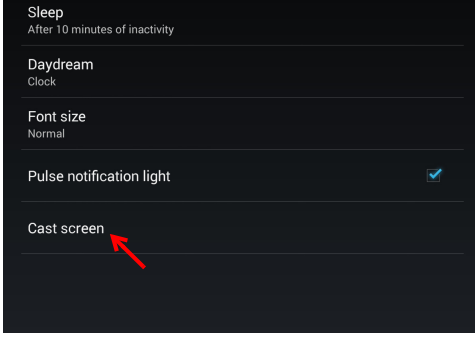 Sleep
After 10 minutes of inactivity
Daydream
Clock
Font size
Normal
Pulse notification light
Cast screen